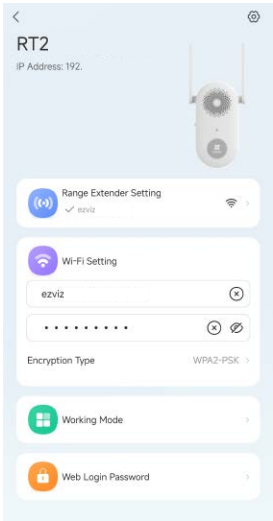 RT2
IP Address: 192.
Range Extender Setting
ezviz
Wi-Fi Setting
ezviz
• • • • • • • • •
Encryption Type WPA2-PSK
Working Mode
Web Login Password